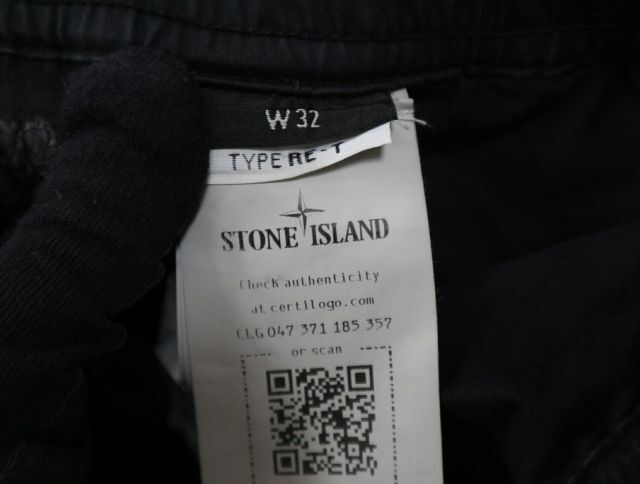 W 32
TYPE RE-T
STONE ISLAND
Check authenticity
at certilogo.com
CLG 047 371 185 357
or scan